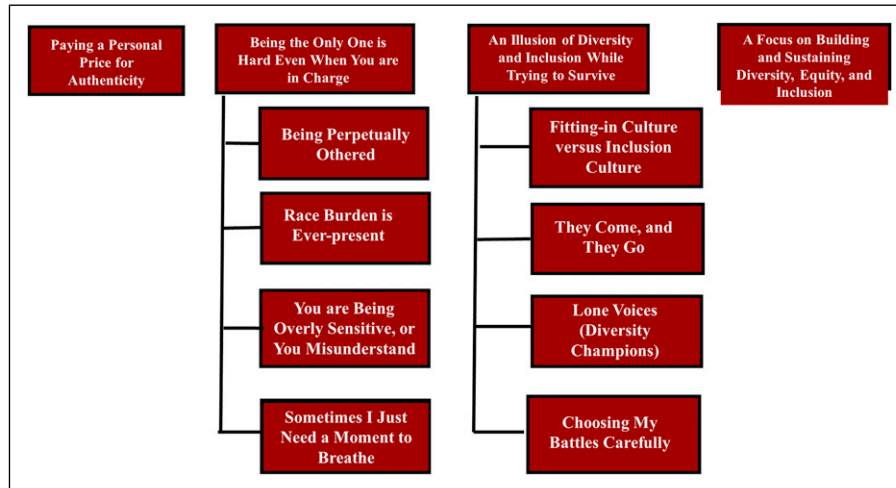 Paying a Personal
Price for
Authenticity
Being the Only One is
Hard Even When You are
in Charge
Being Perpetually
Othered
Race Burden is
Ever-present
You are Being
Overly Sensitive, or
You Misunderstand
Sometimes I Just
Need a Moment to
Breathe
An Illusion of Diversity
and Inclusion While
Trying to Survive
Fitting-in Culture
versus Inclusion
Culture
They Come, and
They Go
Lone Voices
(Diversity
Champions)
Choosing My
Battles Carefully
A Focus on Building
and Sustaining
Diversity, Equity, and
Inclusion